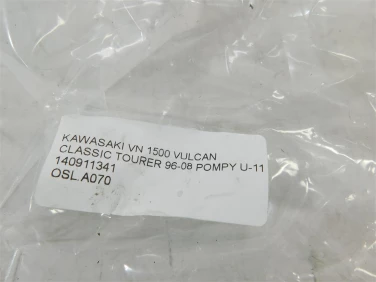 KAWASAKI VN 1500 VULCAN
CLASSIC TOURER 96-08 POMPY U-11
140911341
OSL.A070